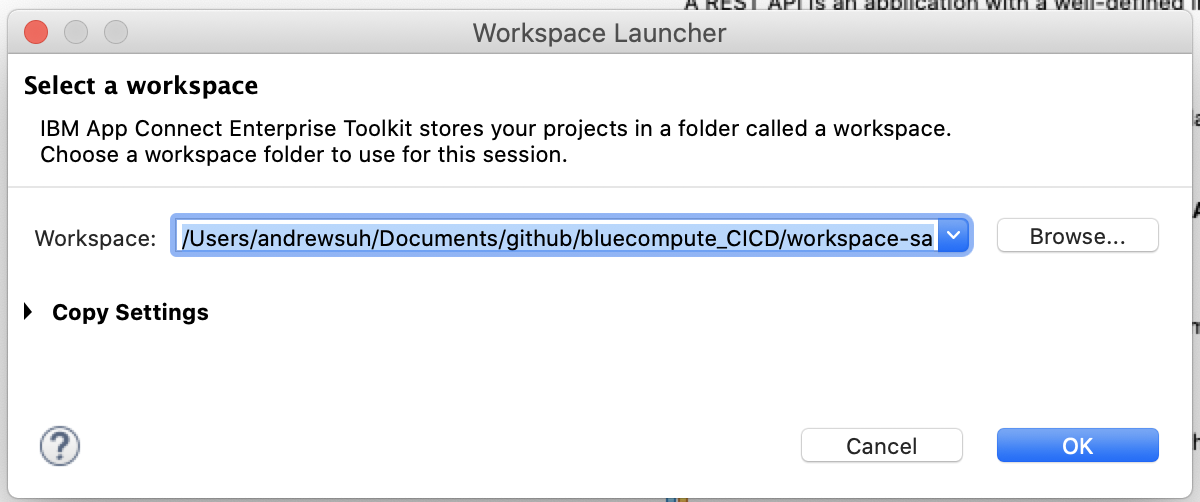 A REST API is an application with a well-defined
Workspace Launcher
Select a workspace
IBM App Connect Enterprise Toolkit stores your projects in a folder called a workspace.
Choose a workspace folder to use for this session.
Workspace: /Users/andrewsuh/Documents/github/bluecompute_CICD/workspace-sa Browse...
Copy Settings
?
Cancel OK